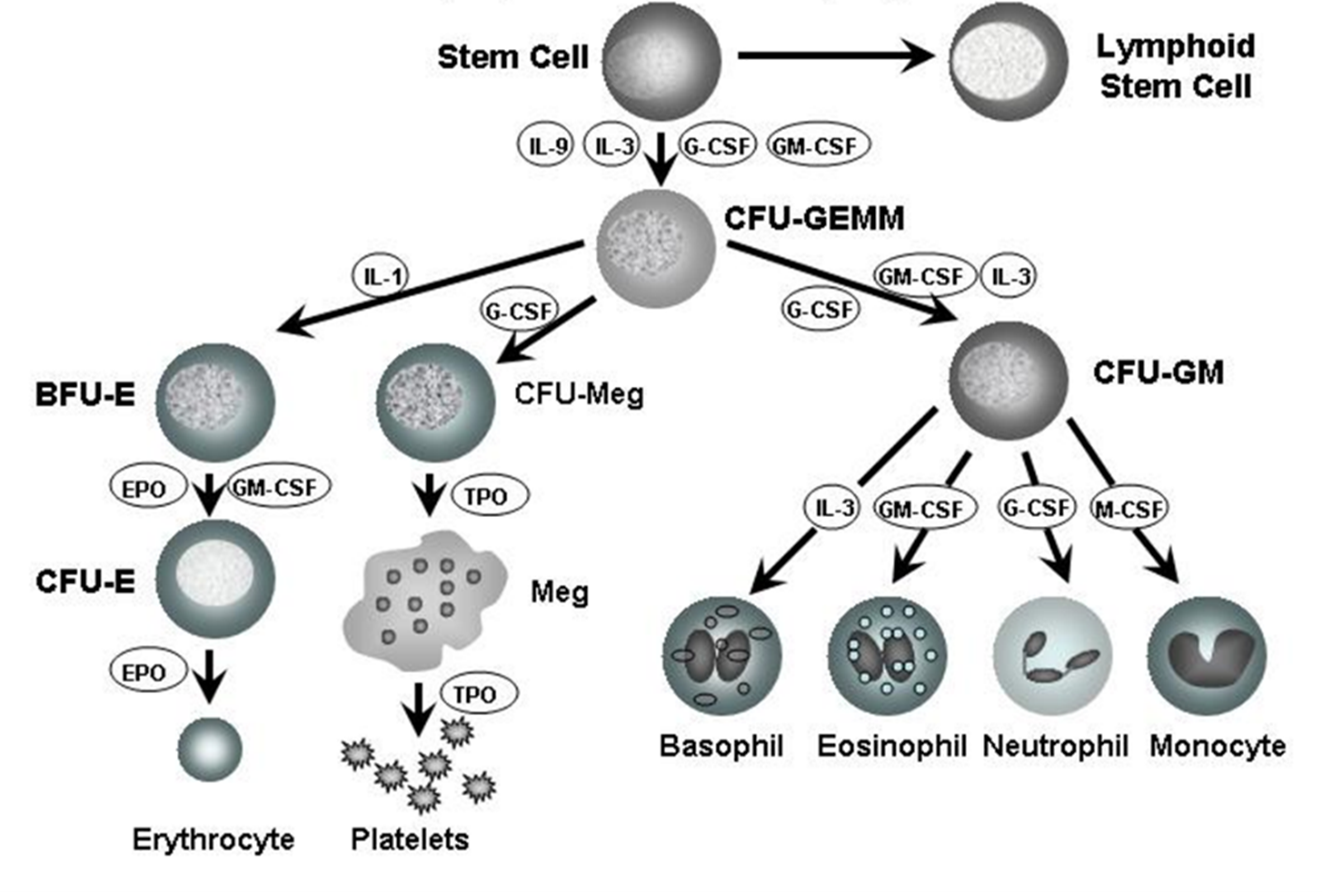 Stem Cell
Lymphoid
Stem Cell
IL-9 IL-3 G-CSF GM-CSF
CFU-GEMM
IL-1
GM-CSF IL-3
G-CSF
G-CSF
BFU-E
CFU-Meg
CFU-GM
EPO GM-CSF
TPO
IL-3 GM-CSF G-CSF M-CSF
CFU-E
Meg
EPO
TPO
Basophil Eosinophil Neutrophil Monocyte
Erythrocyte Platelets